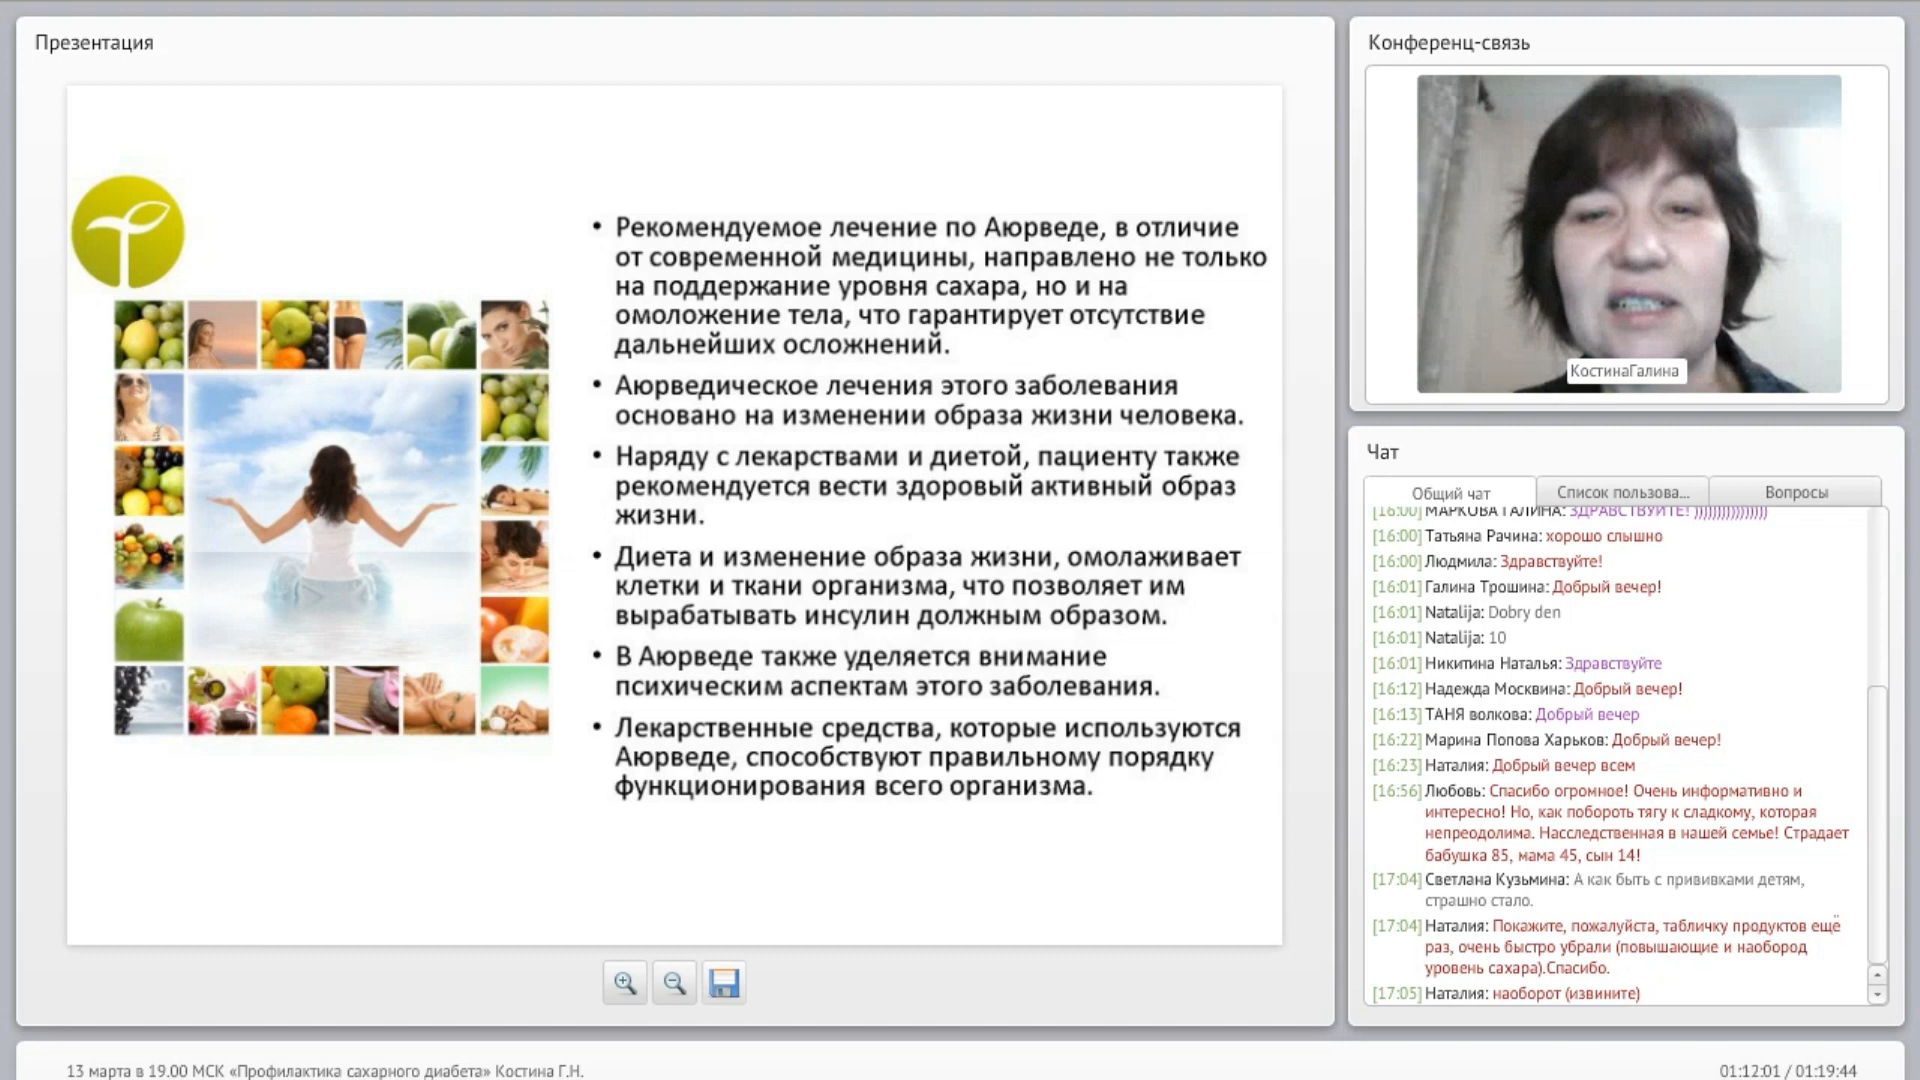 Презентация
• Рекомендуемое лечение по Аюрведе, в отличие
от современной медицины, направлено не только
на поддержание уровня сахара, но и на
омоложение тела, что гарантирует отсутствие
дальнейших осложнений.
• Аюрведическое лечения этого заболевания
основано на изменении образа жизни человека.
• Наряду с лекарствами и диетой, пациенту также
рекомендуется вести здоровый активный образ
жизни.
• Диета и изменение образа жизни, омолаживает
клетки и ткани организма, что позволяет им
вырабатывать инсулин должным образом.
• В Аюрведе также уделяется внимание
психическим аспектам этого заболевания.
• Лекарственные средства, которые используются
Аюрведе, способствуют правильному порядку
функционирования всего организма.
Конференц-связь
КостинаГалина
Чат
Общий чат Список пользова... Вопросы
[16:00] МАРКОВА ГАЛИНА: ЗДРАВСТВУЙТЕ! ))))))))))))))))
[16:00] Татьяна Рачина: хорошо слышно
[16:00] Людмила: Здравствуйте!
[16:01] Галина Трошина: Добрый вечер!
[16:01] Natalija: Dobry den
[16:01] Natalija: 10
[16:01] Никитина Наталья: Здравствуйте
[16:12] Надежда Москвина: Добрый вечер!
[16:13] ТАНЯ волкова: Добрый вечер
[16:22] Марина Попова Харьков: Добрый вечер!
[16:23] Наталия: Добрый вечер всем
[16:56] Любовь: Спасибо огромное! Очень информативно и
интересно! Но, как побороть тягу к сладкому, которая
непреодолима. Насследственная в нашей семье! Страдает
бабушка 85, мама 45, сын 14!
[17:04] Светлана Кузьмина: А как быть с прививками детям,
страшно стало.
[17:04] Наталия: Покажите, пожалуйста, табличку продуктов ещё
раз, очень быстро убрали (повышающие и наобород
уровень сахара).Спасибо.
[17:05] Наталия: наоборот (извините)
13 марта в 19.00 МСК «Профилактика сахарного диабета» Костина Г.Н.
01:12:01 / 01:19:44